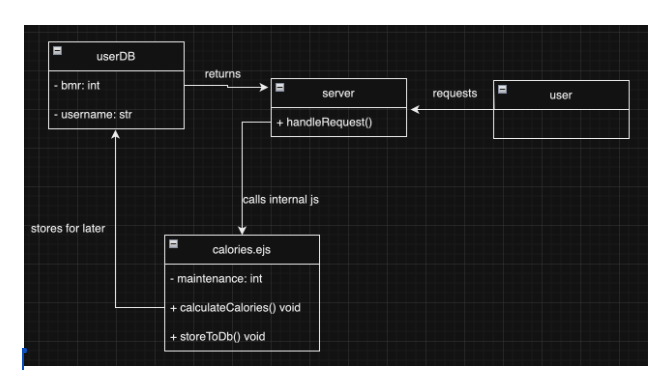 userDB
- bmr: int
- username: str
returns
server
+ handleRequest()
requests
user
calls internal js
stores for later
calories.ejs
- maintenance: int
+ calculateCalories() void
+ storeToDb() void